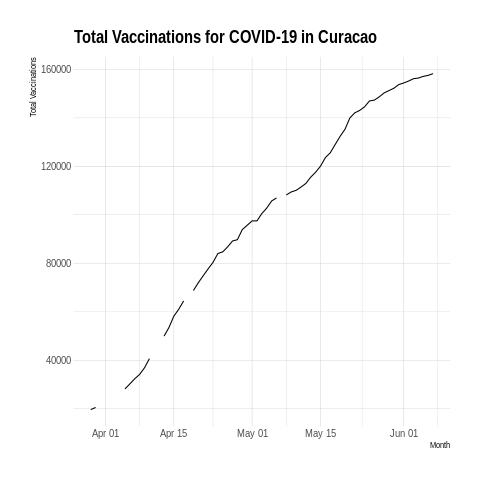 Total Vaccinations for COVID-19 in Curacao
Total Vaccinations
160000
120000
80000
40000
Apr 01 Apr 15 May 01 May 15 Jun 01
Month